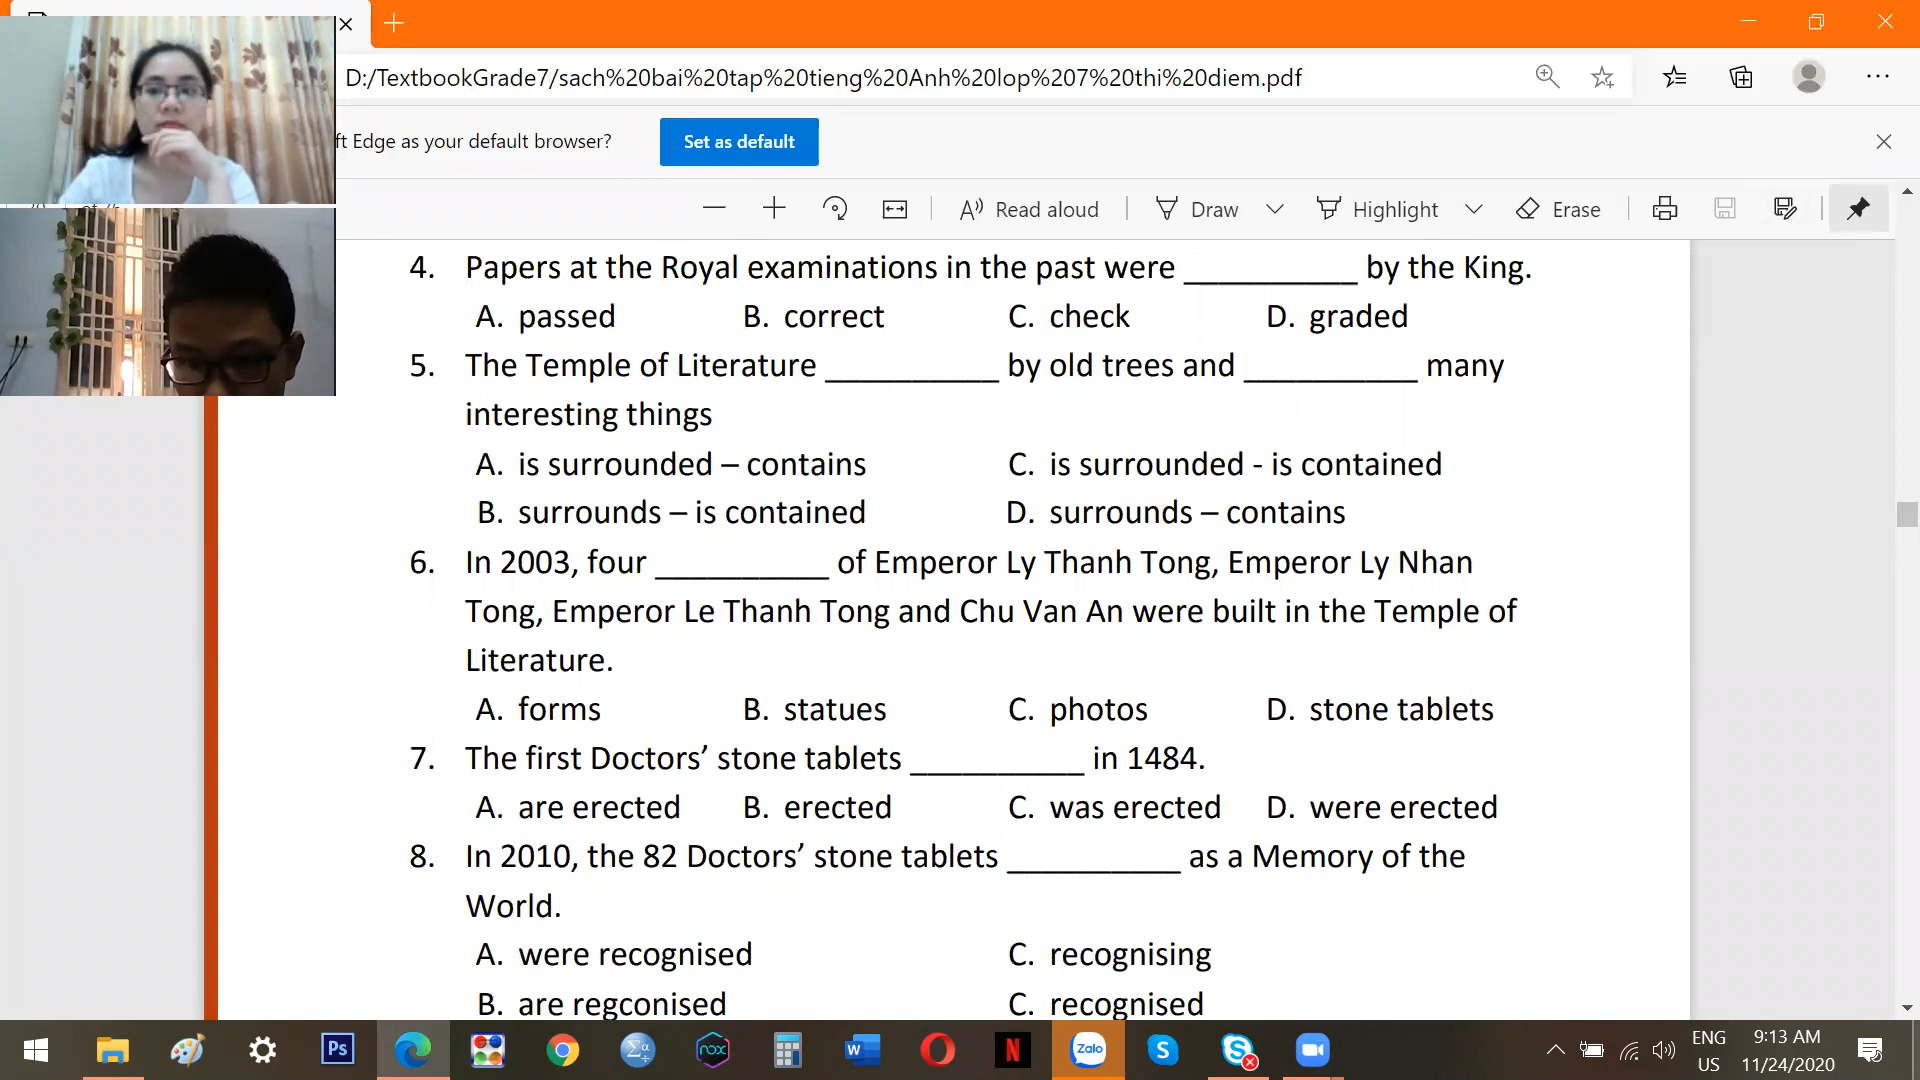 D:/TextbookGrade7/sach%20bai%20tap%20tieng%20Anh%20lop%207%20thi%20diem.pdf
ft Edge as your default browser? Set as default
Read aloud Draw Highlight Erase
4. Papers at the Royal examinations in the past were __________ by the King.
A. passed B. correct C. check D. graded
5. The Temple of Literature __________ by old trees and __________ many
interesting things
A. is surrounded – contains C. is surrounded - is contained
B. surrounds – is contained D. surrounds – contains
6. In 2003, four __________ of Emperor Ly Thanh Tong, Emperor Ly Nhan
Tong, Emperor Le Thanh Tong and Chu Van An were built in the Temple of
Literature.
A. forms B. statues C. photos D. stone tablets
7. The first Doctors’ stone tablets __________ in 1484.
A. are erected B. erected C. was erected D. were erected
8. In 2010, the 82 Doctors’ stone tablets __________ as a Memory of the
World.
A. were recognised C. recognising
B. are regconised C. recognised
Ps nox W N Zalo S S ENG 9:13 AM
US 11/24/2020